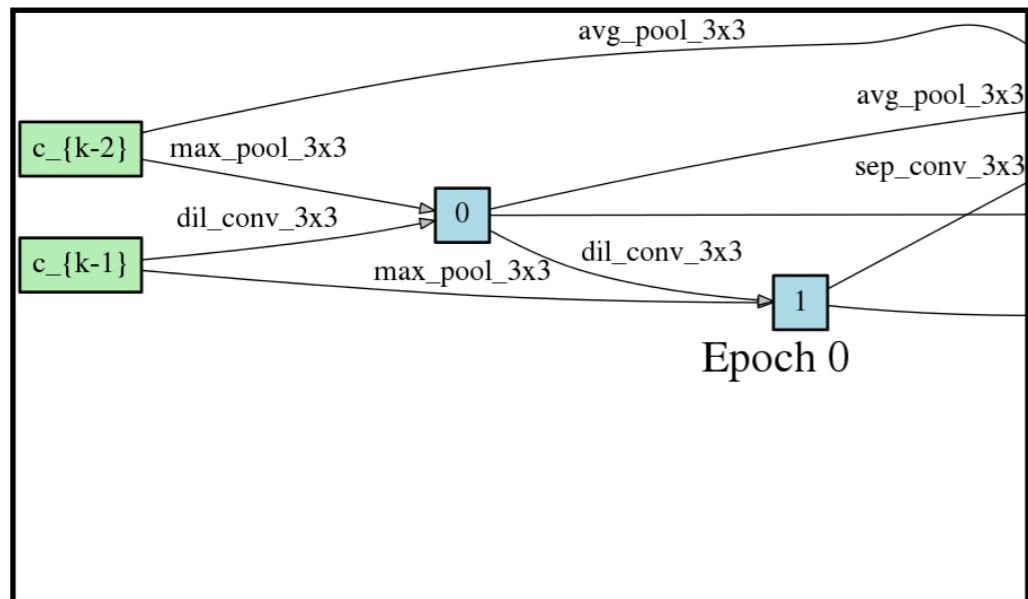 avg_pool_3x3
avg_pool_3x3
c_{k-2}
max_pool_3x3
sep_conv_3x3
dil_conv_3x3
0
c_{k-1}
max_pool_3x3
dil_conv_3x3
1
Epoch 0